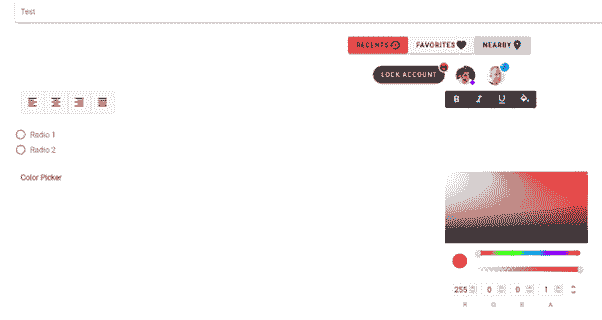 Test
RECENTS FAVORITES NEARBY
LOCK ACCOUNT
B I U
Radio 1
Radio 2
Color Picker
255 0 0 1
R G B A